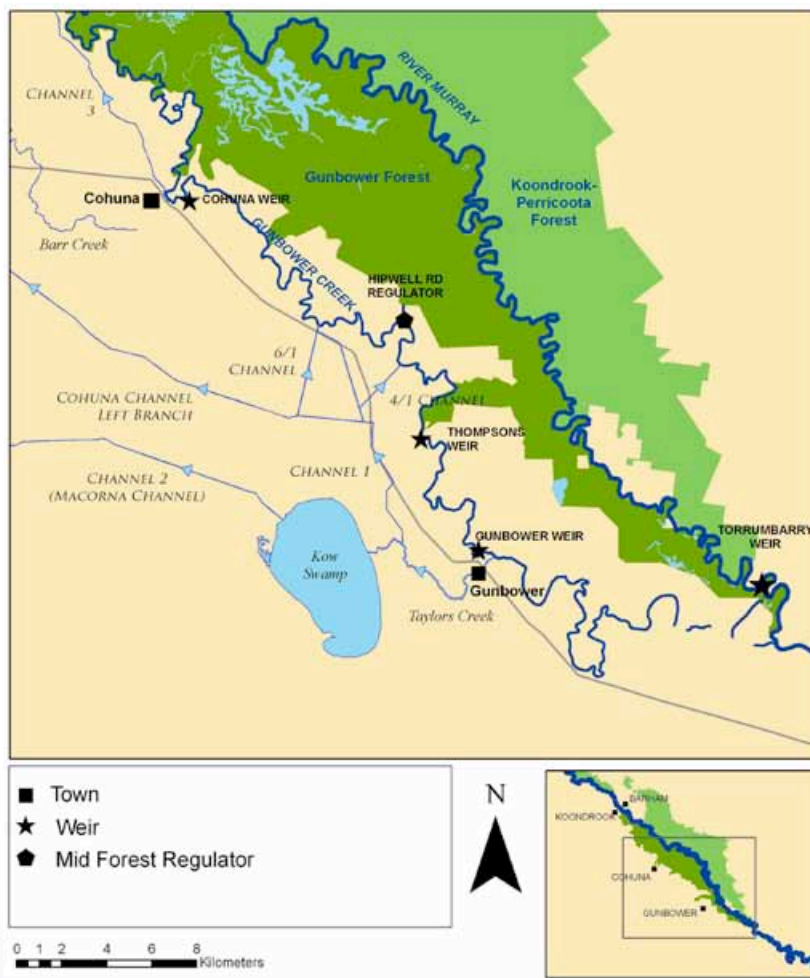 CHANNEL
3
RIVER MURRAY
Gunbower Forest
Koondrook-
Perricoota
Forest
Cohuna
COHUNA WEIR
Barr Creek
GUNBOWER CREEK
HIPWELL RD
REGULATOR
6/1
CHANNEL
COHUNA CHANNEL
LEFT BRANCH
4/1 CHANNEL
THOMPSONS
WEIR
CHANNEL 1
CHANNEL 2
(MACORNA CHANNEL)
Kow
Swamp
GUNBOWER WEIR
Gunbower
Taylors Creek
TORRUMBARRY
WEIR
Town
Weir
Mid Forest Regulator
0 1 2 4 6 8
Kilometers
N
BARHAM
KOONDROOK
COHUNA
GUNBOWER